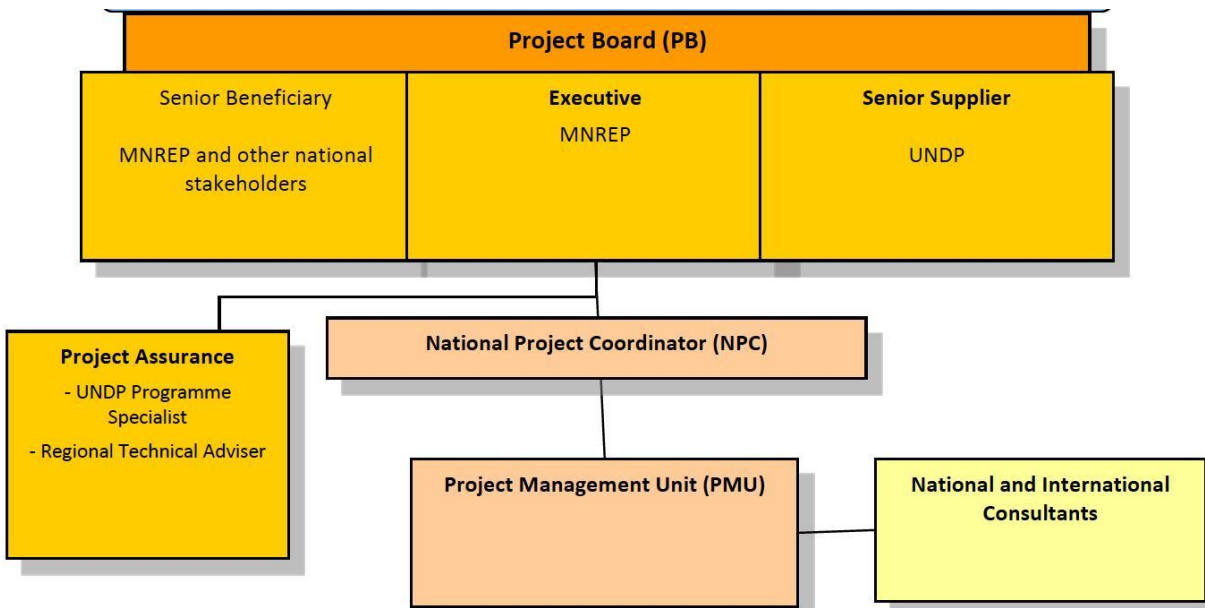 Project Board (PB)
Senior Beneficiary
MNREP and other national
stakeholders
Executive
MNREP
Senior Supplier
UNDP
Project Assurance
- UNDP Programme
Specialist
- Regional Technical Adviser
National Project Coordinator (NPC)
Project Management Unit (PMU)
National and International
Consultants